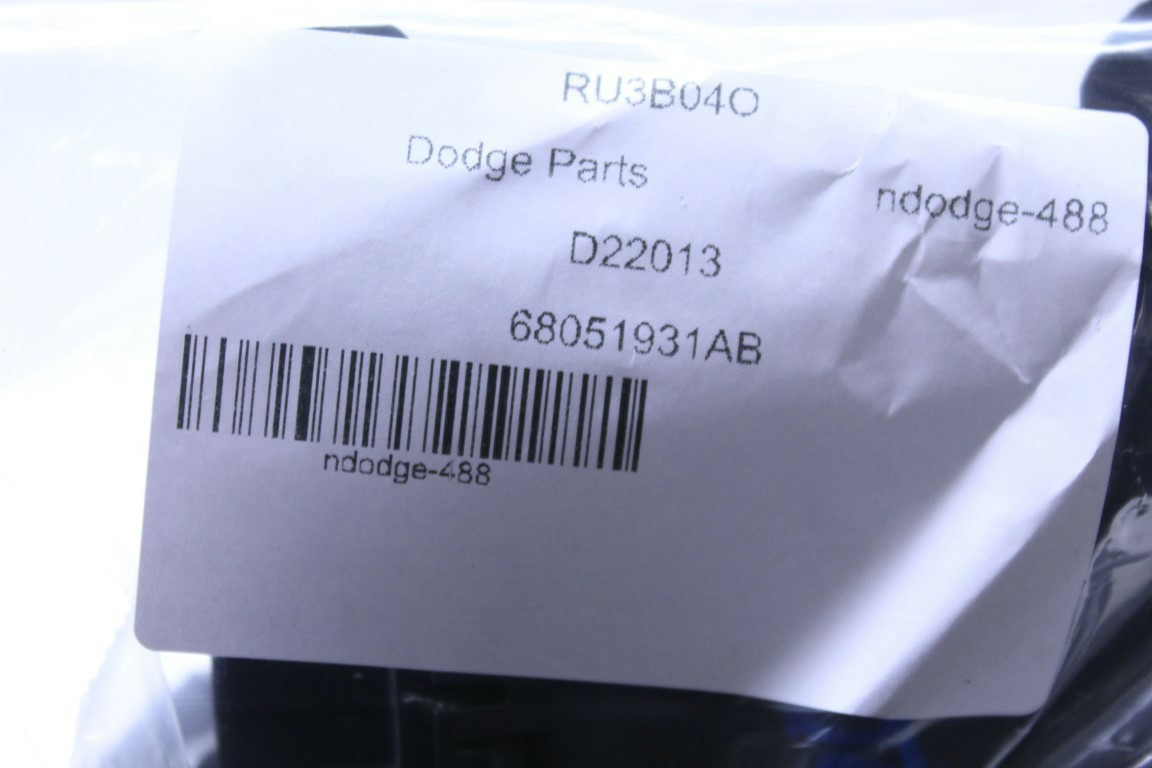 RU3B04O
Dodge Parts
ndodge-488
D22013
68051931AB
ndodge-488